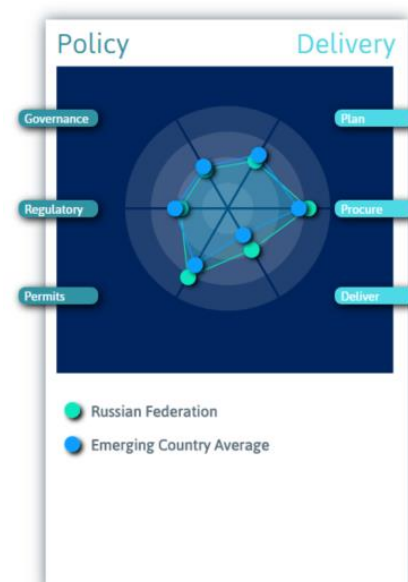 Policy Delivery
Governance Plan
Regulatory Procure
Permits Deliver
Russian Federation
Emerging Country Average